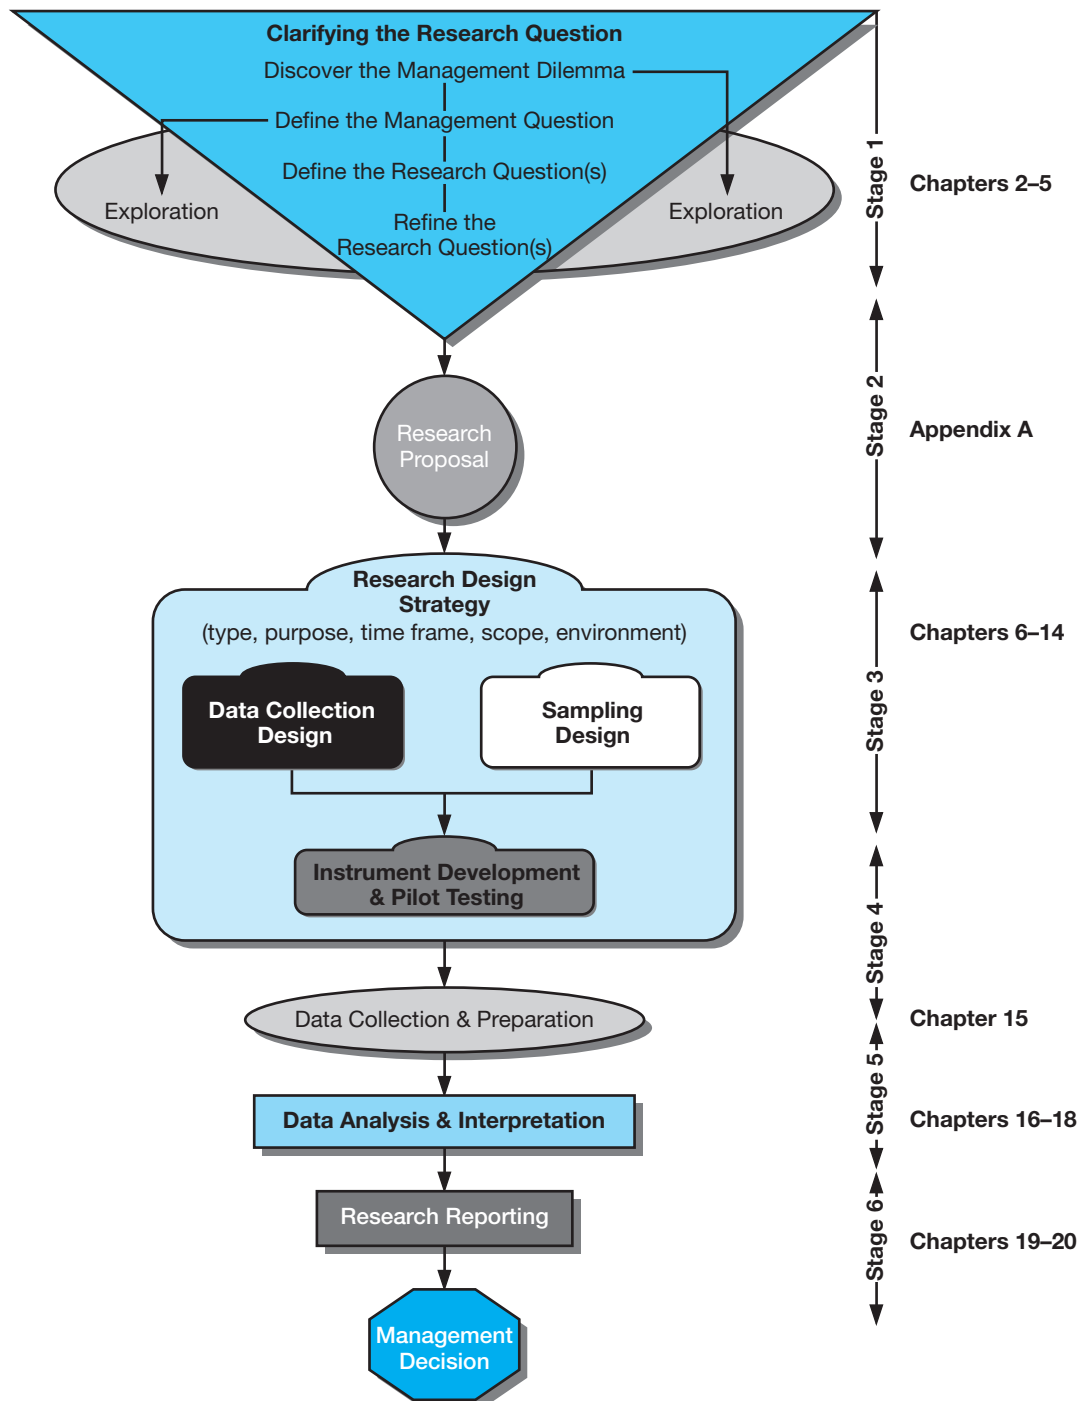 Clarifying the Research Question
Discover the Management Dilemma
Define the Management Question
Define the Research Question(s)
Exploration
Refine the
Research Question(s)
Exploration
Stage 1
Chapters 2–5
Research
Proposal
Stage 2
Appendix A
Research Design
Strategy
(type, purpose, time frame, scope, environment)
Data Collection
Design
Sampling
Design
Instrument Development
& Pilot Testing
Stage 3
Chapters 6–14
Stage 4
Data Collection & Preparation
Chapter 15
Stage 5
Data Analysis & Interpretation
Chapters 16–18
Research Reporting
Stage 6
Chapters 19–20
Management
Decision